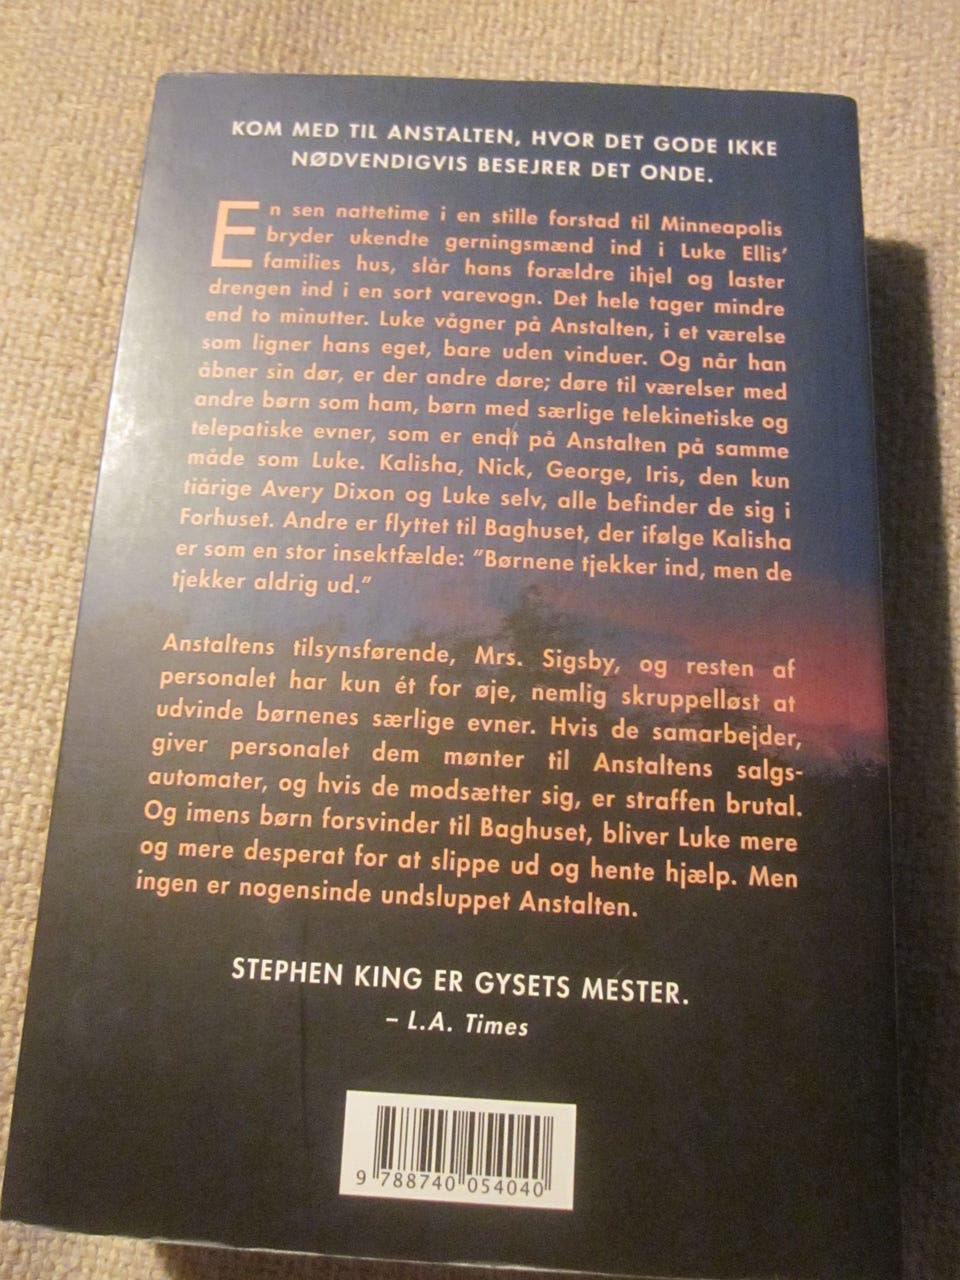 KOM MED TIL ANSTALTEN, HVOR DET GODE IKKE
NØDVENDIGVIS BESEJRER DET ONDE.
En sen nattetime i en stille forstad til Minneapolis
bryder ukendte gerningsmænd ind i Luke Ellis'
families hus, slår hans forældre ihjel og laster
drengen ind i en sort varevogn. Det hele tager mindre
end to minutter. Luke vågner på Anstalten, i et værelse
som ligner hans eget, bare uden vinduer. Og når han
åbner sin dør, er der andre døre; døre til værelser med
andre børn som ham, børn med særlige telekinetiske og
telepatiske evner, som er endt på Anstalten på samme
måde som Luke. Kalisha, Nick, George, Iris, den kun
tiårige Avery Dixon og Luke selv, alle befinder de sig i
Forhuset. Andre er flyttet til Baghuset, der ifølge Kalisha
er som en stor insektfælde: ”Børnene tjekker ind, men de
tjekker aldrig ud.”
Anstaltens tilsynsførende, Mrs. Sigsby, og resten af
personalet har kun ét for øje, nemlig skruppelløst at
udvinde børnenes særlige evner. Hvis de samarbejder,
giver personalet dem mønter til Anstaltens salgs-
automater, og hvis de modsætter sig, er straffen brutal.
Og imens børn forsvinder til Baghuset, bliver Luke mere
og mere desperat for at slippe ud og hente hjælp. Men
ingen er nogensinde undsluppet Anstalten.
STEPHEN KING ER GYSETS MESTER.
– L.A. Times
9 788740 054040